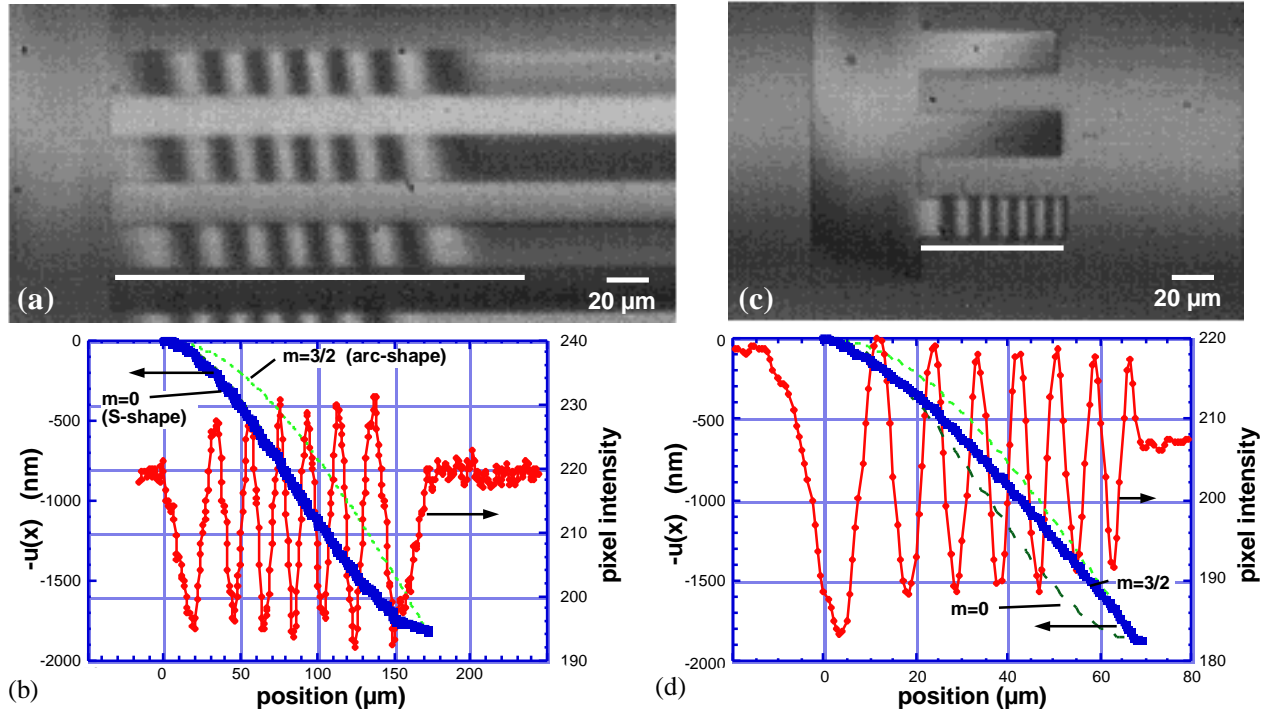 (a)
20 µm
(c)
20 µm
0
-500
-1000
-1500
-2000
-u(x) (nm)
m=3/2 (arc-shape)
m=0
(S-shape)
240
230
220
210
200
190
pixel intensity
0
50
100
150
200
position (µm)
(b)
0
-500
-1000
-1500
-2000
-u(x) (nm)
220
210
200
190
180
pixel intensity
m=3/2
m=0
0
20
40
60
80
position (µm)
(d)